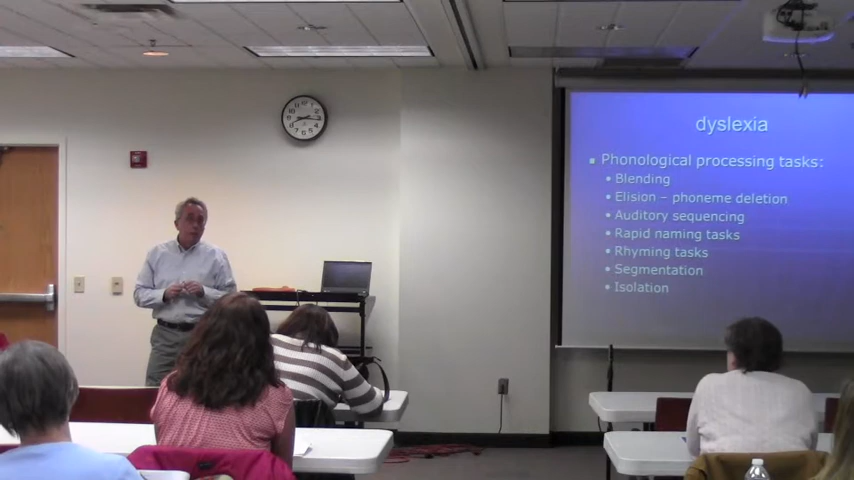 dyslexia
Phonological processing tasks:
Blending
Elision – phoneme deletion
Auditory sequencing
Rapid naming tasks
Rhyming tasks
Segmentation
Isolation